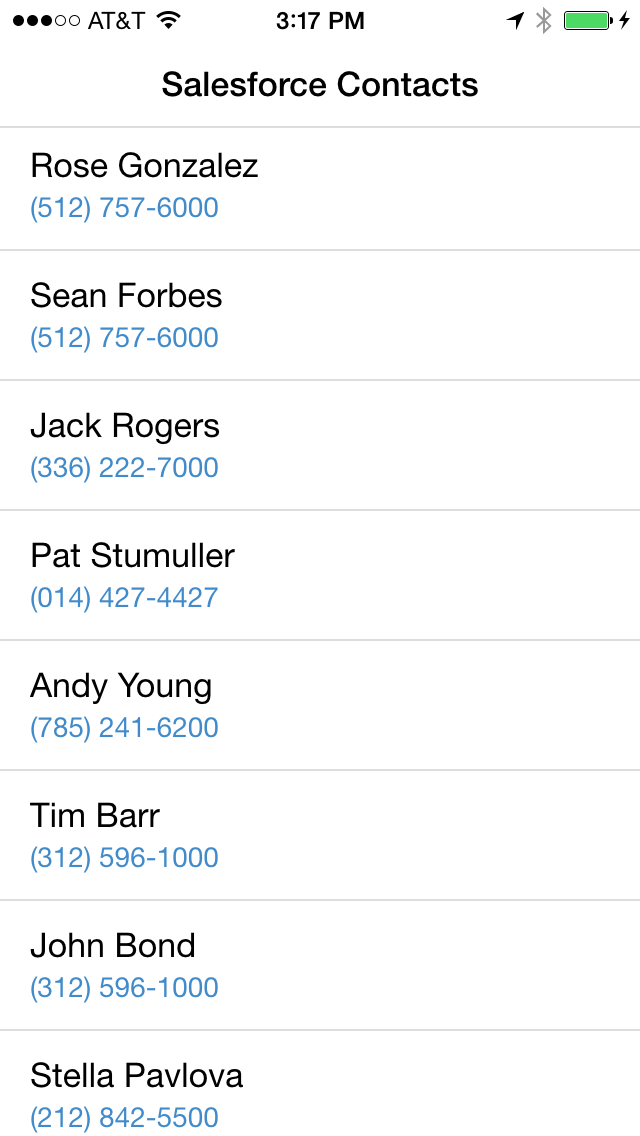 AT&T 3:17 PM
Salesforce Contacts
Rose Gonzalez
(512) 757-6000
Sean Forbes
(512) 757-6000
Jack Rogers
(336) 222-7000
Pat Stumuller
(014) 427-4427
Andy Young
(785) 241-6200
Tim Barr
(312) 596-1000
John Bond
(312) 596-1000
Stella Pavlova
(212) 842-5500